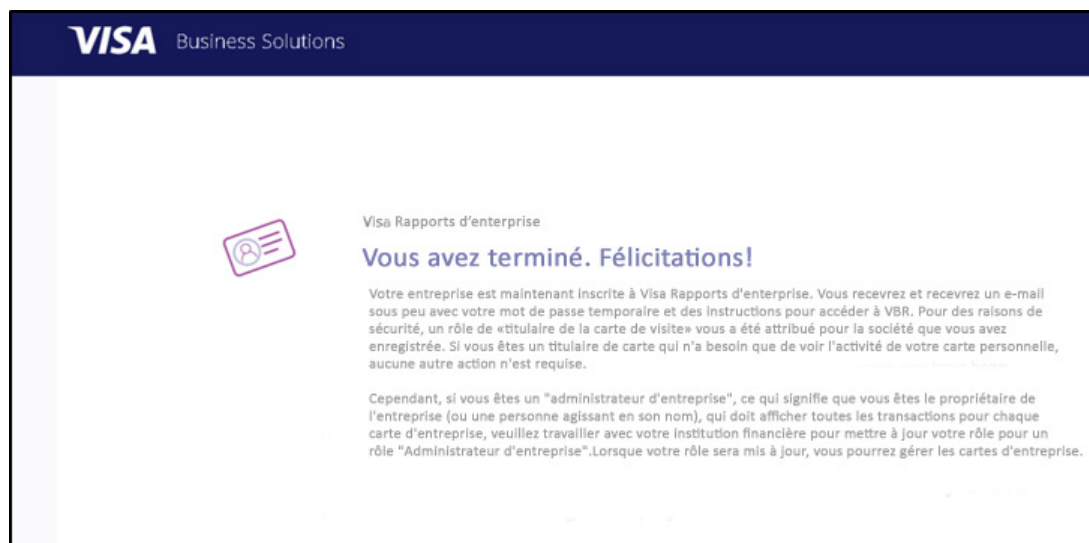 VISA Business Solutions
Visa Rapports d’enterprise
Vous avez terminé. Félicitations!
Votre entreprise est maintenant inscrite à Visa Rapports d'enterprise. Vous recevrez et recevrez un e-mail
sous peu avec votre mot de passe temporaire et des instructions pour accéder à VBR. Pour des raisons de
sécurité, un rôle de «titulaire de la carte de visite» vous a été attribué pour la société que vous avez
enregistrée. Si vous êtes un titulaire de carte qui n'a besoin que de voir l'activité de votre carte personnelle,
aucune autre action n'est requise.
Cependant, si vous êtes un "administrateur d'entreprise", ce qui signifie que vous êtes le propriétaire de
l'entreprise (ou une personne agissant en son nom), qui doit afficher toutes les transactions pour chaque
carte d'entreprise, veuillez travailler avec votre institution financière pour mettre à jour votre rôle pour un
rôle "Administrateur d'entreprise".Lorsque votre rôle sera mis à jour, vous pourrez gérer les cartes d'entreprise.